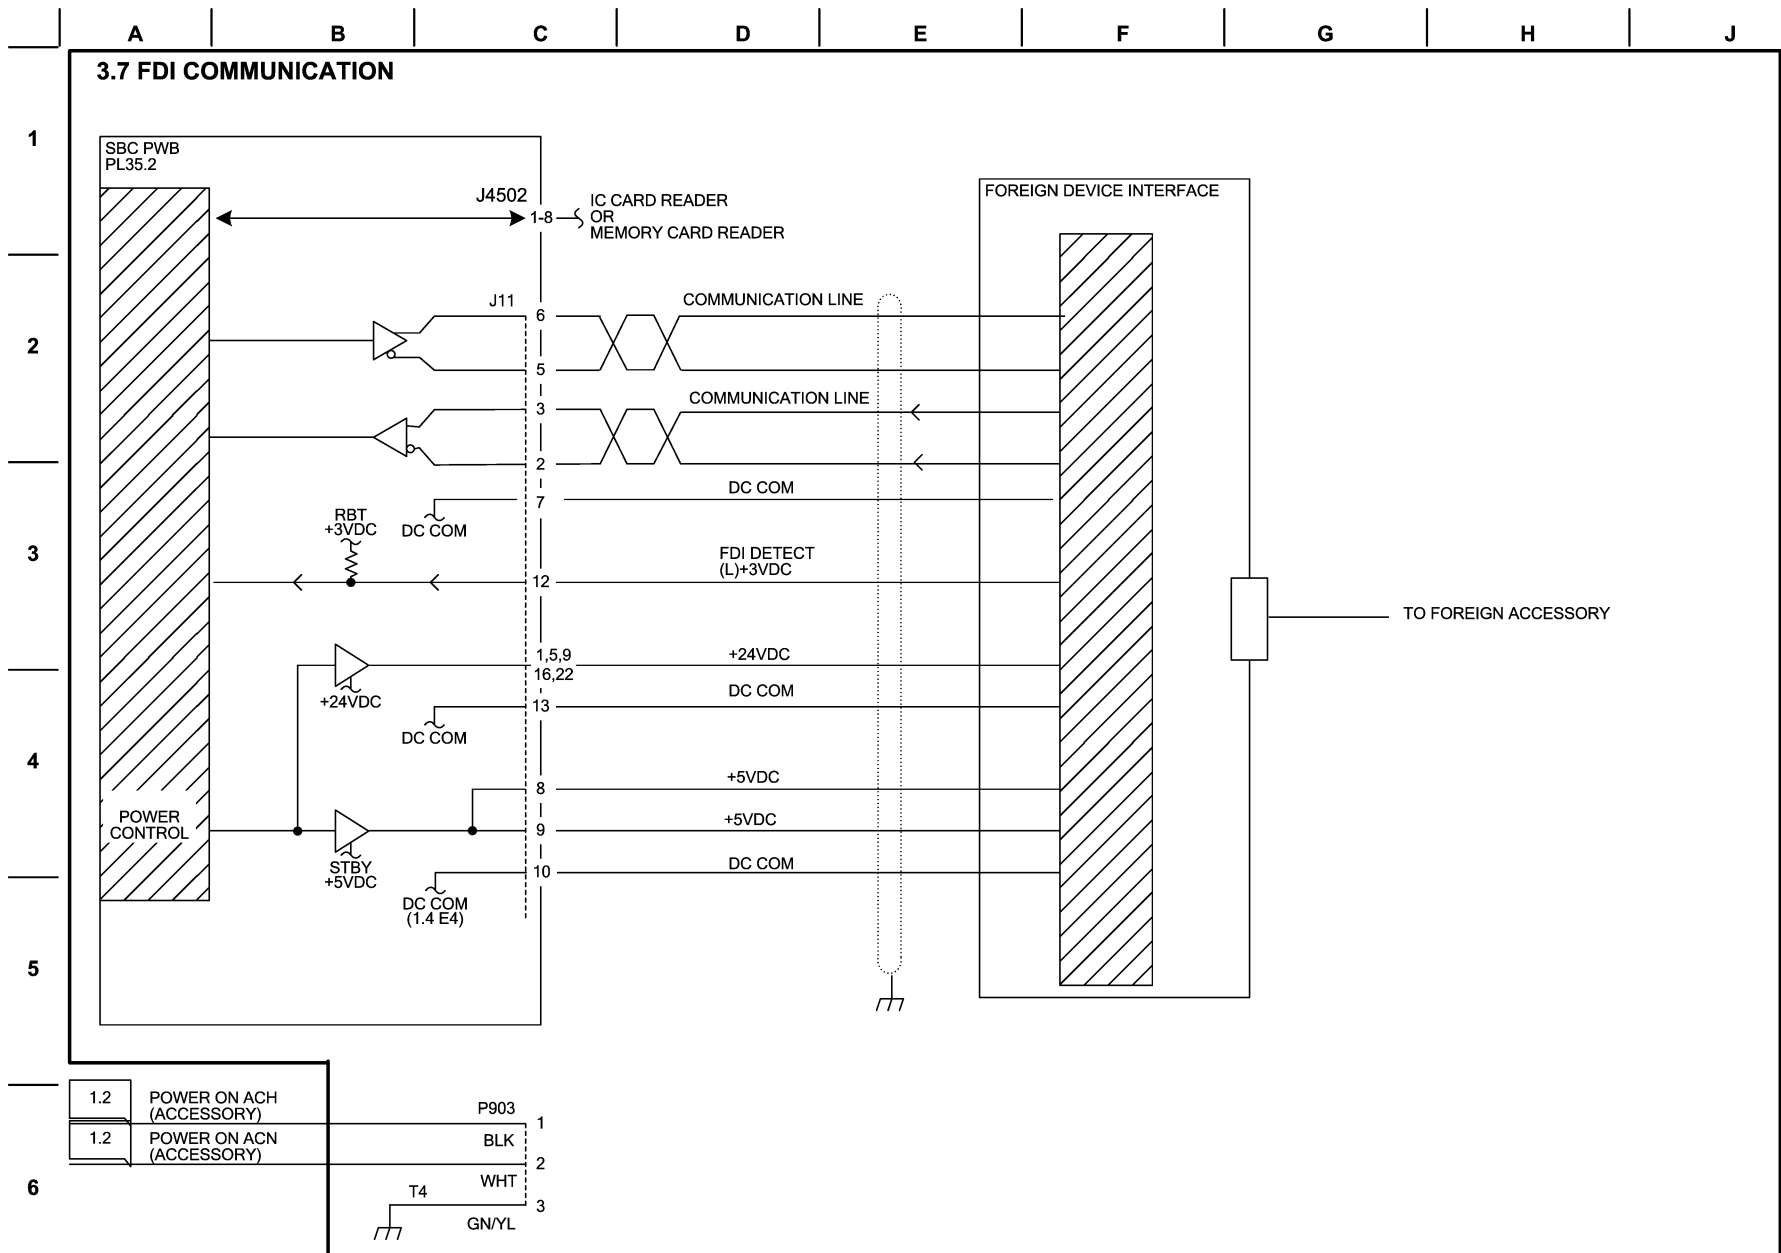 A B C D E F G H J
3.7 FDI COMMUNICATION
1
SBC PWB
PL35.2
J4502
1-8
IC CARD READER
OR
MEMORY CARD READER
FOREIGN DEVICE INTERFACE
J11
6
COMMUNICATION LINE
2
5
3
COMMUNICATION LINE
2
7
DC COM
DC COM
RBT
+3VDC
3
12
FDI DETECT
(L)+3VDC
TO FOREIGN ACCESSORY
1,5,9
16,22
+24VDC
+24VDC
13
DC COM
DC COM
4
8
+5VDC
POWER
CONTROL
9
+5VDC
STBY
+5VDC
10
DC COM
DC COM
(1.4 E4)
5
1.2
POWER ON ACH
(ACCESSORY)
P903
1
1.2
POWER ON ACN
(ACCESSORY)
BLK
2
6
WHT
T4
3
GN/YL